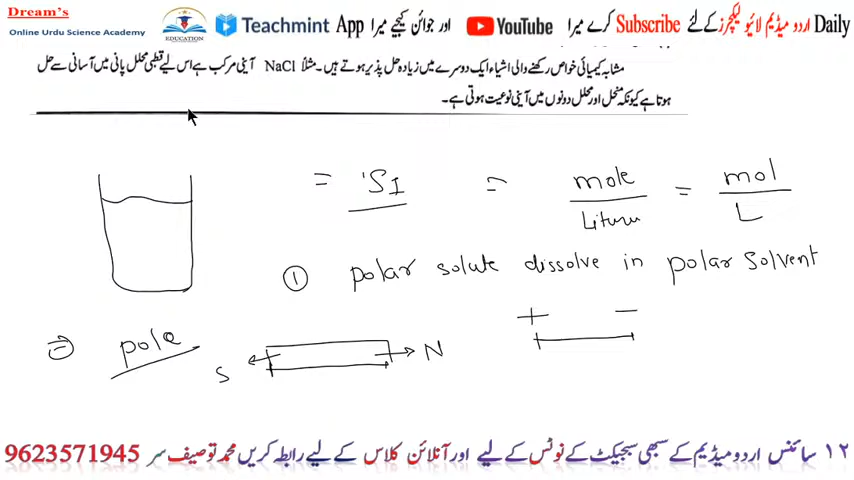 Dream's
Online Urdu Science Academy
EDUCATION
Teachmint App اور جوائن کیجیے میرا YouTube کرے میرا Subscribe اردو میڈیم لائیو لیکچرز کے لئے Daily
مشابہ کیمیائی خواص رکھنے والی اشیاء ایک دوسرے میں زیادہ حل پذیر ہوتے ہیں۔ مثلاً NaCl آینی مرکب ہے اس لیے قطبی محلل پانی میں آسانی سے حل
ہوتا ہے کیونکہ منحل اور محلل دونوں میں آینی نوعیت ہوتی ہے۔
= 'SI = mole / Liture = mol / L
① polar solute dissolve in polar Solvent
+ −
⇒ pole
S N
9623571945 ۱۲ سائنس اردو میڈیم کے سبھی سبجیکٹ کے نوٹس کے لیے اور آنلائن کلاس کے لیے رابطہ کریں محمد توصیف سر